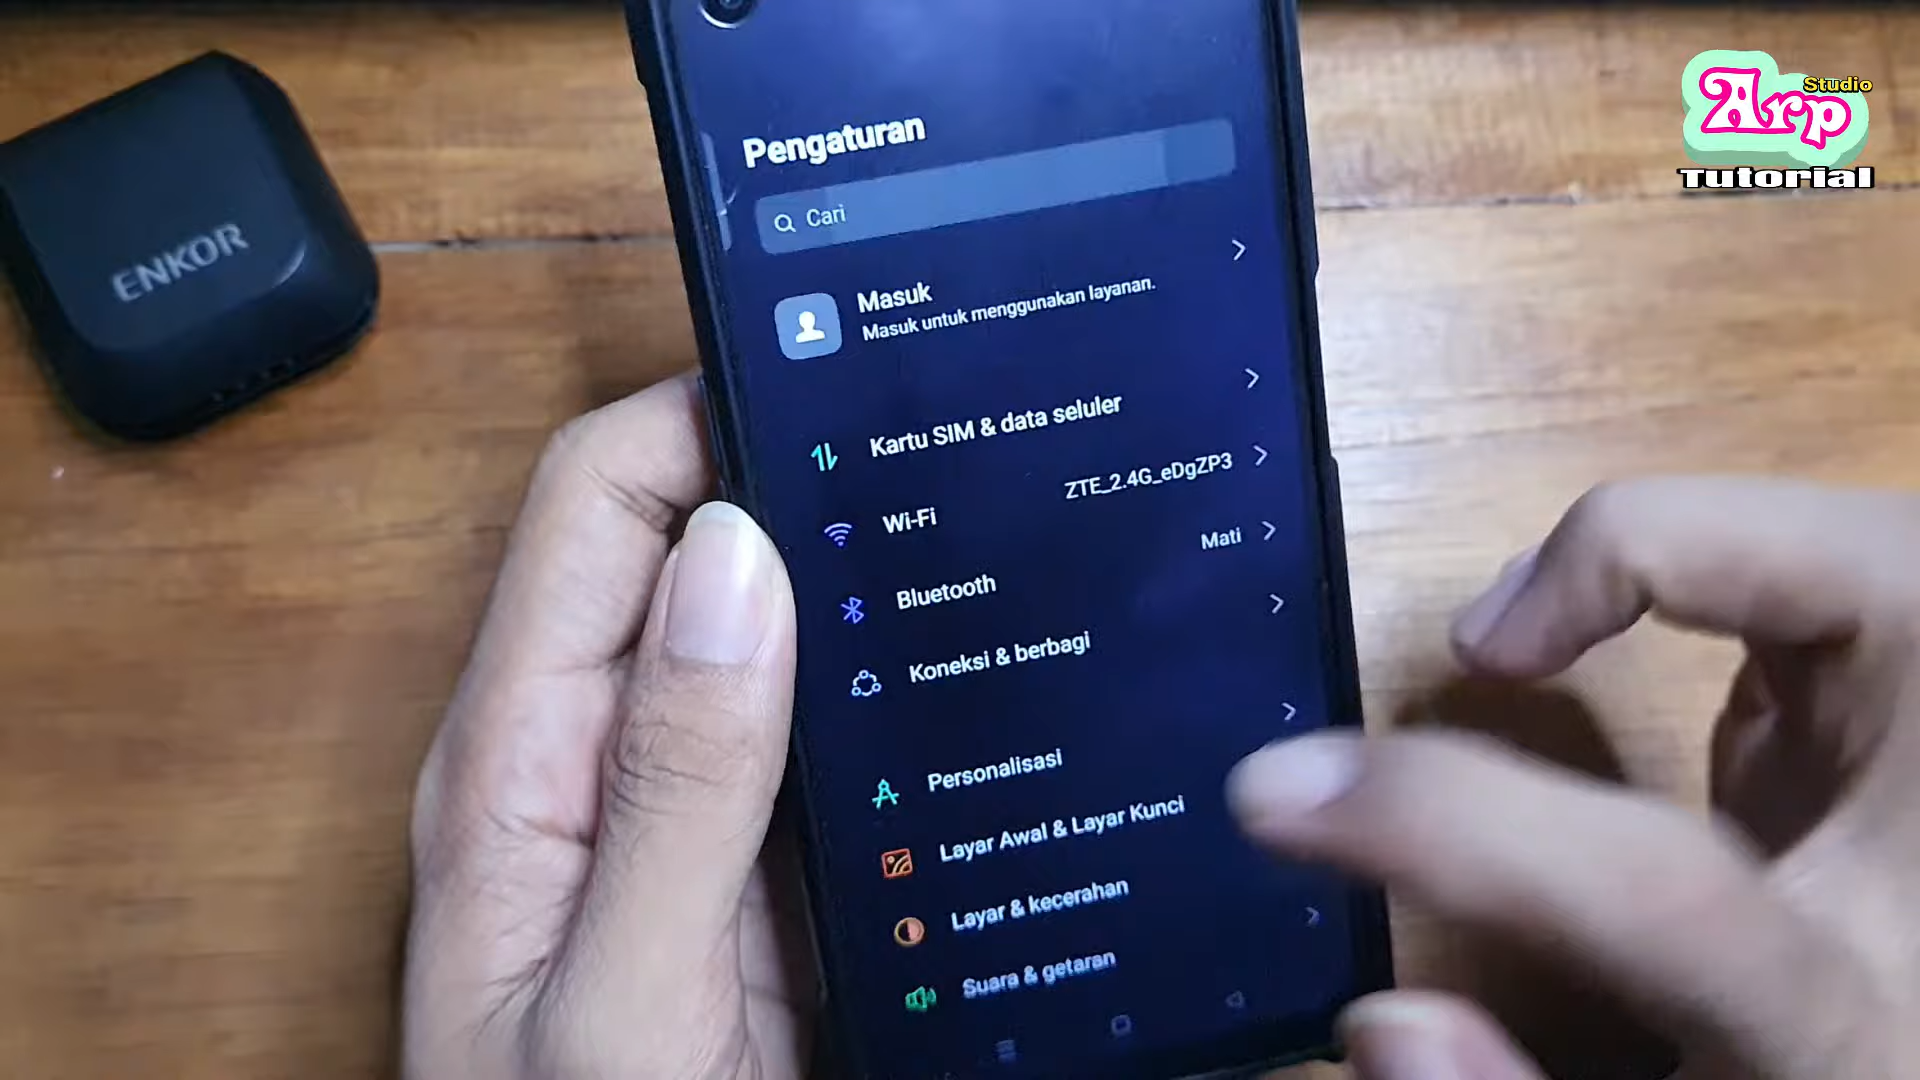 Studio
Arp
Tutorial
ENKOR
Pengaturan
Cari
Masuk
Masuk untuk menggunakan layanan.
Kartu SIM & data seluler
Wi-Fi ZTE_2.4G_eDgZP3
Bluetooth Mati
Koneksi & berbagi
Personalisasi
Layar Awal & Layar Kunci
Layar & kecerahan
Suara & getaran